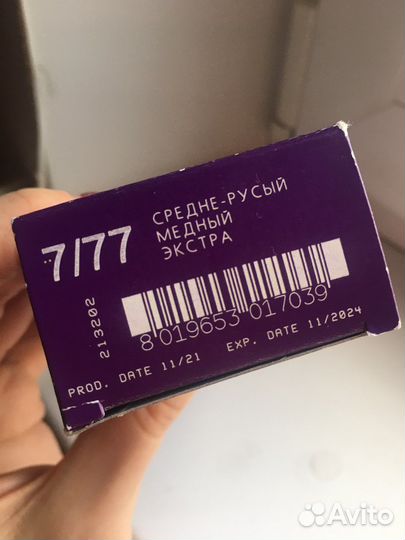 7/77
СРЕДНЕ-РУСЫЙ
МЕДНЫЙ
ЭКСТРА
213202
8 019653 017039
PROD. DATE 11/21 EXP. DATE 11/2024
Avito